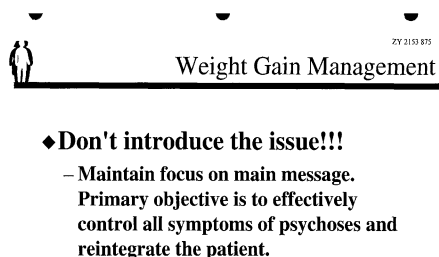 ZY 2153 875
Weight Gain Management
◆Don't introduce the issue!!!
– Maintain focus on main message.
Primary objective is to effectively
control all symptoms of psychoses and
reintegrate the patient.